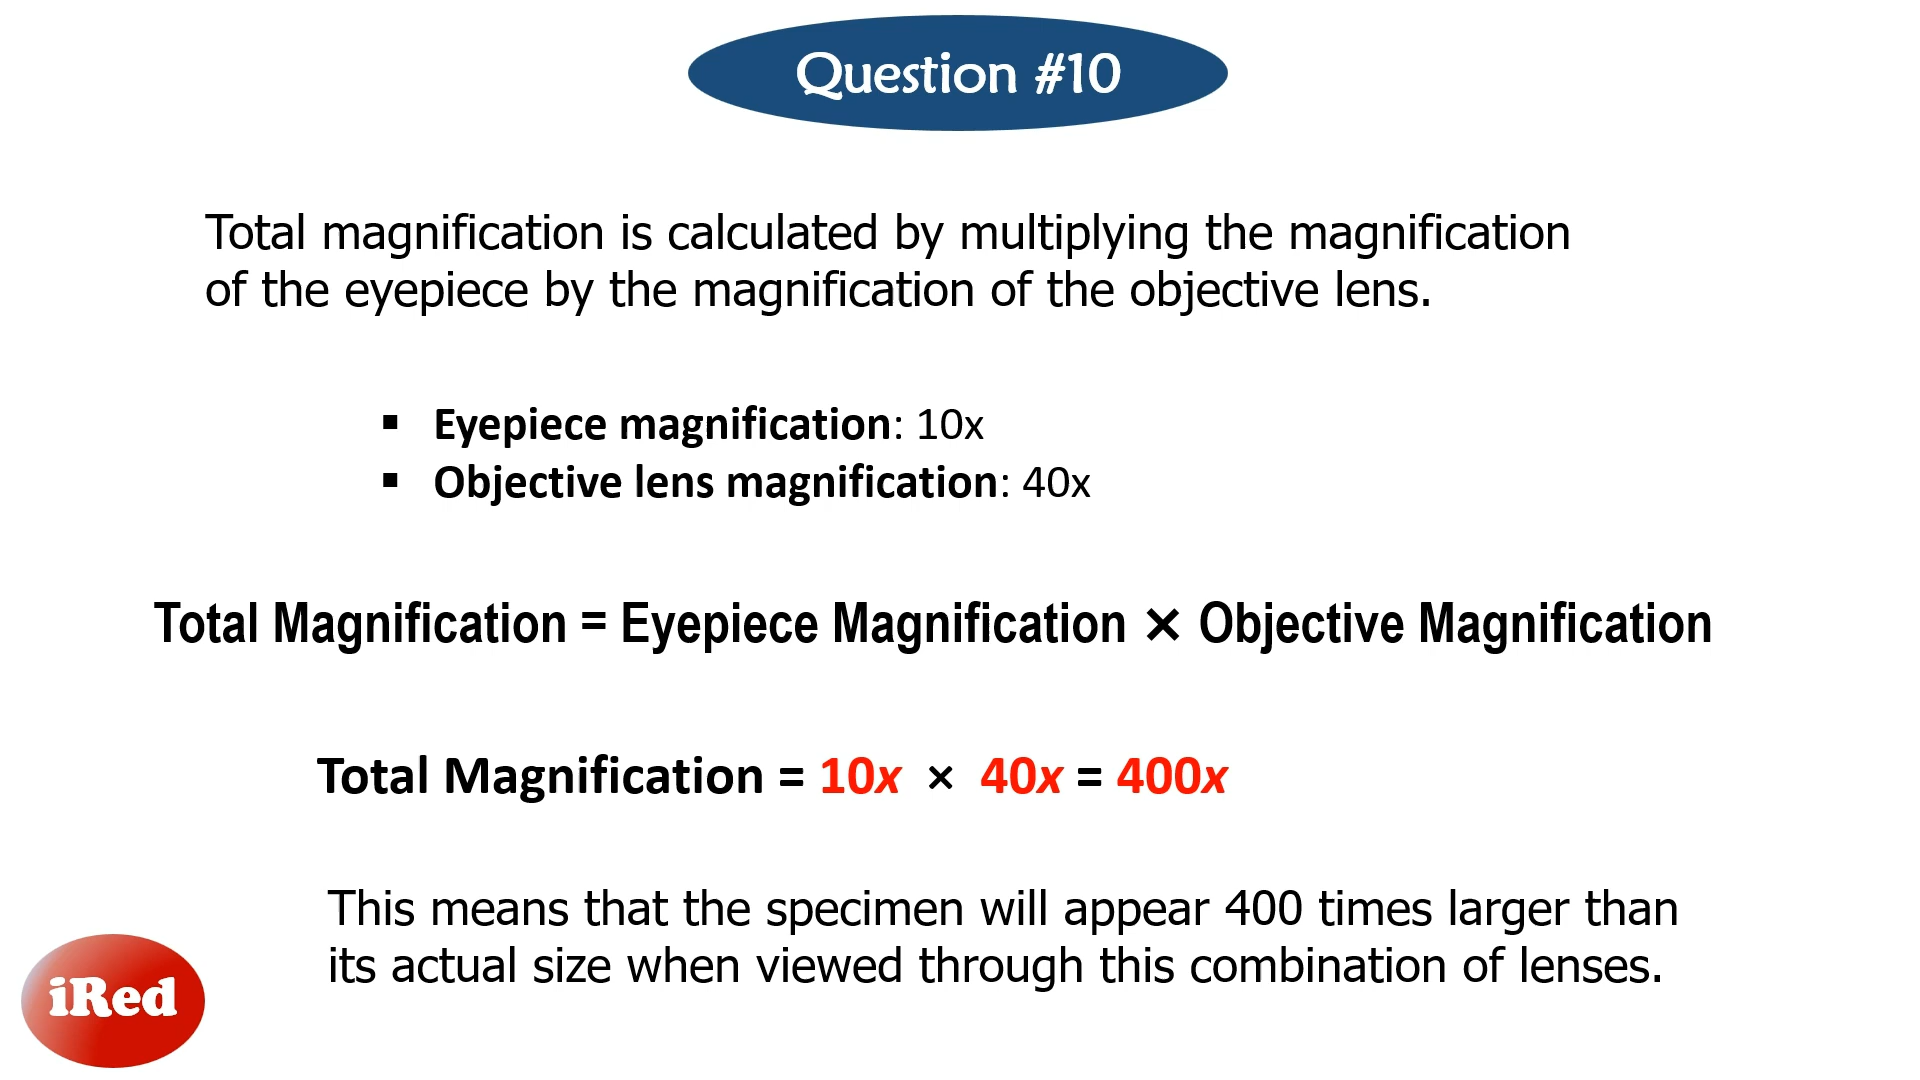 Question #10
Total magnification is calculated by multiplying the magnification
of the eyepiece by the magnification of the objective lens.
▪ Eyepiece magnification: 10x
▪ Objective lens magnification: 40x
Total Magnification = Eyepiece Magnification × Objective Magnification
Total Magnification = 10x × 40x = 400x
This means that the specimen will appear 400 times larger than
its actual size when viewed through this combination of lenses.
iRed